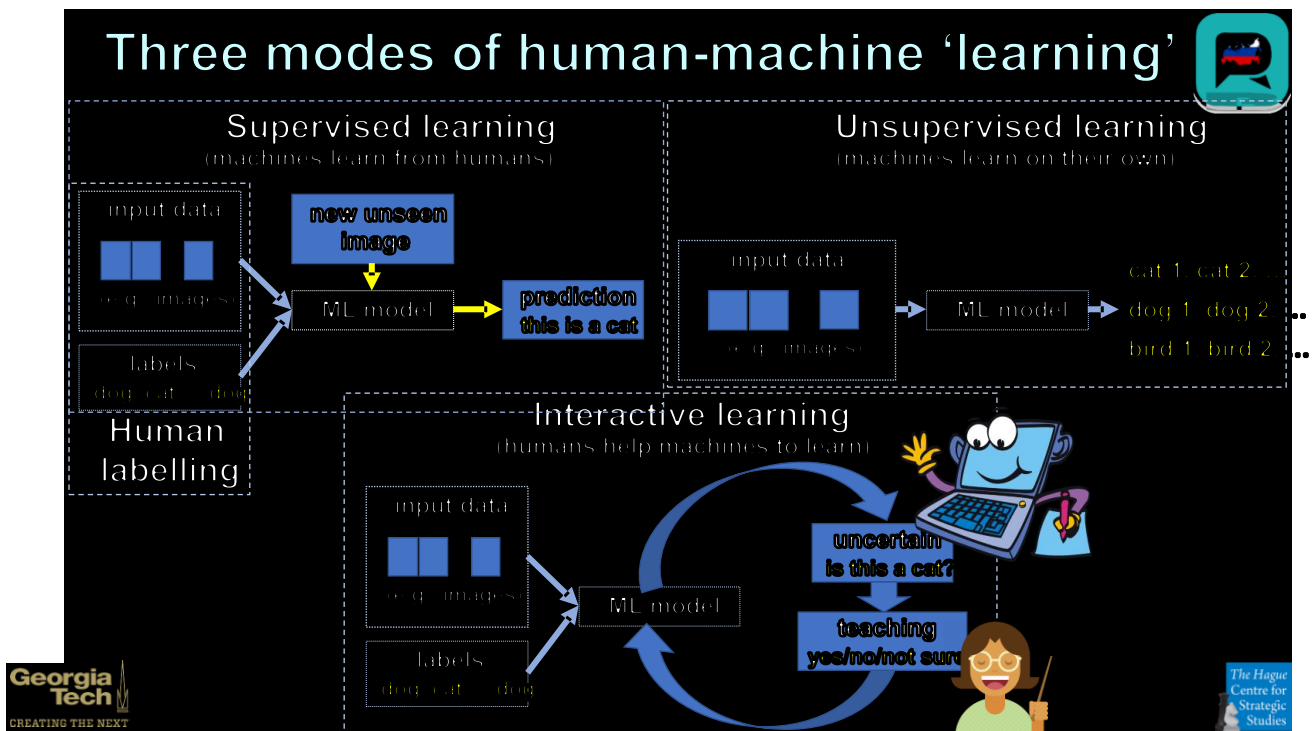 Three modes of human-machine ‘learning’
Supervised learning
(machines learn from humans)
input data
(e.g. images)
labels
dog cat dog
Human
labelling
new unseen
image
ML model
prediction
this is a cat
Unsupervised learning
(machines learn on their own)
input data
(e.g. images)
ML model
cat 1, cat 2, ...
dog 1, dog 2 ...
bird 1, bird 2 ...
Interactive learning
(humans help machines to learn)
input data
(e.g. images)
labels
dog cat dog
ML model
uncertain
is this a cat?
teaching
yes/no/not sure
Georgia
Tech
CREATING THE NEXT
The Hague
Centre for
Strategic
Studies